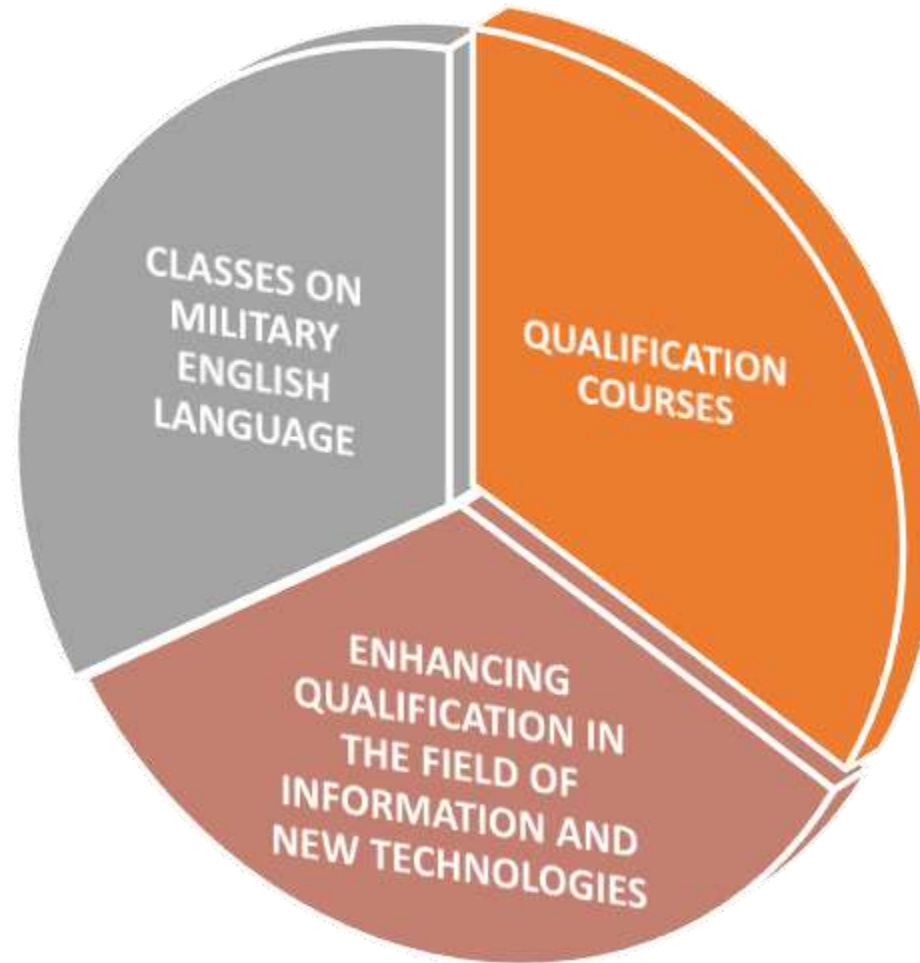 CLASSES ON
MILITARY
ENGLISH
LANGUAGE
QUALIFICATION
COURSES
ENHANCING
QUALIFICATION IN
THE FIELD OF
INFORMATION AND
NEW TECHNOLOGIES